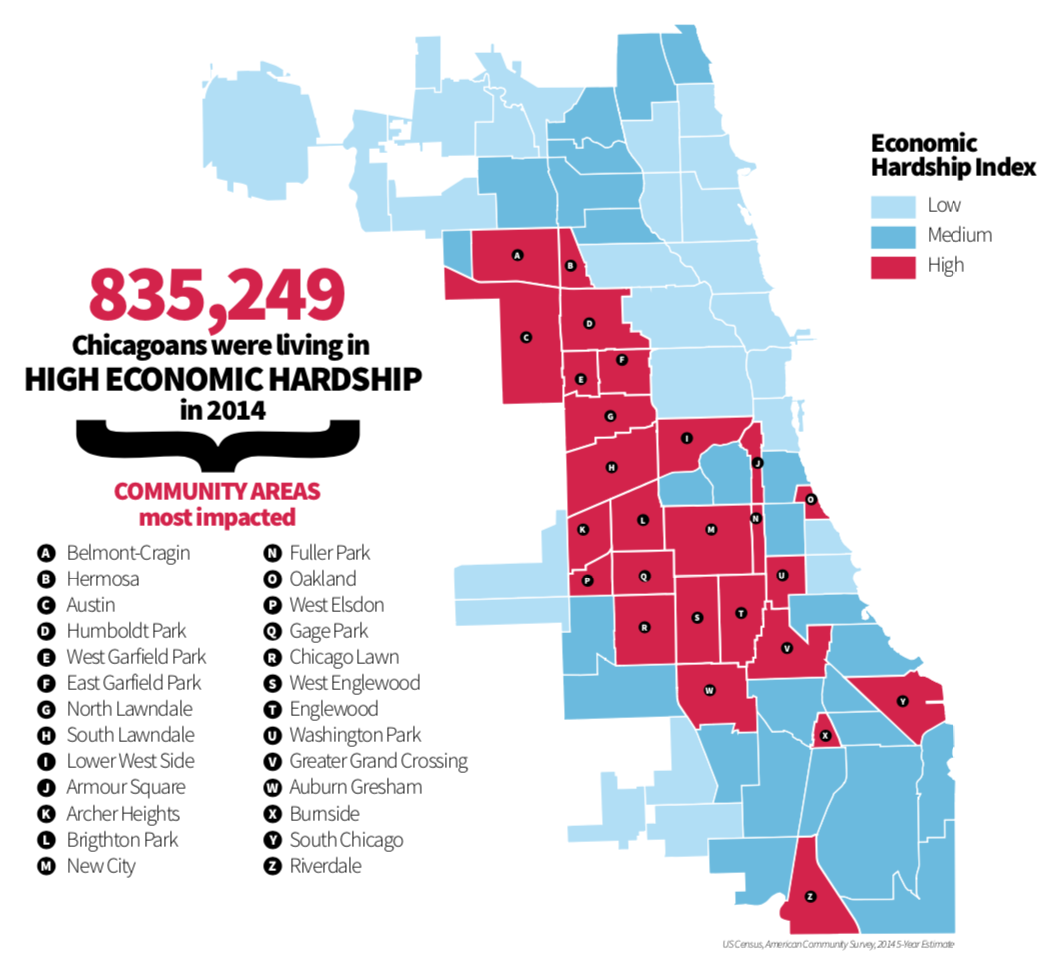 Economic
Hardship Index
Low
Medium
High
835,249
Chicagoans were living in
HIGH ECONOMIC HARDSHIP
in 2014
COMMUNITY AREAS
most impacted
A Belmont-Cragin
B Hermosa
C Austin
D Humboldt Park
E West Garfield Park
F East Garfield Park
G North Lawndale
H South Lawndale
I Lower West Side
J Armour Square
K Archer Heights
L Brigthton Park
M New City
N Fuller Park
O Oakland
P West Elsdon
Q Gage Park
R Chicago Lawn
S West Englewood
T Englewood
U Washington Park
V Greater Grand Crossing
W Auburn Gresham
X Burnside
Y South Chicago
Z Riverdale
A
B
C
D
F
E
G
I
H
J
O
L
N
M
K
Q
U
P
S
T
R
V
W
Y
X
Z
US Census, American Community Survey, 2014 5-Year Estimate